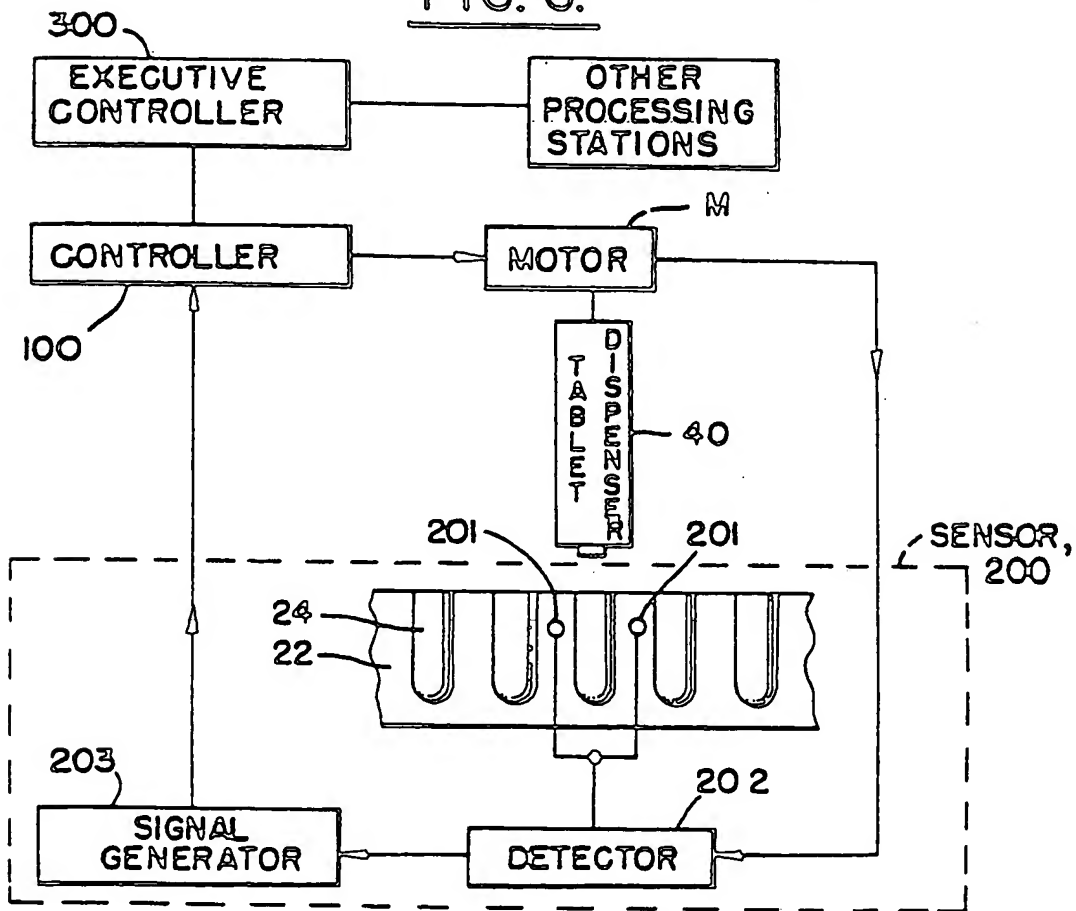 FIG.
300
EXECUTIVE
CONTROLLER
OTHER
PROCESSING
STATIONS
M
CONTROLLER
MOTOR
100
TABLET
DISPENSER
40
201
201
SENSOR,
200
24
22
203
202
SIGNAL
GENERATOR
DETECTOR